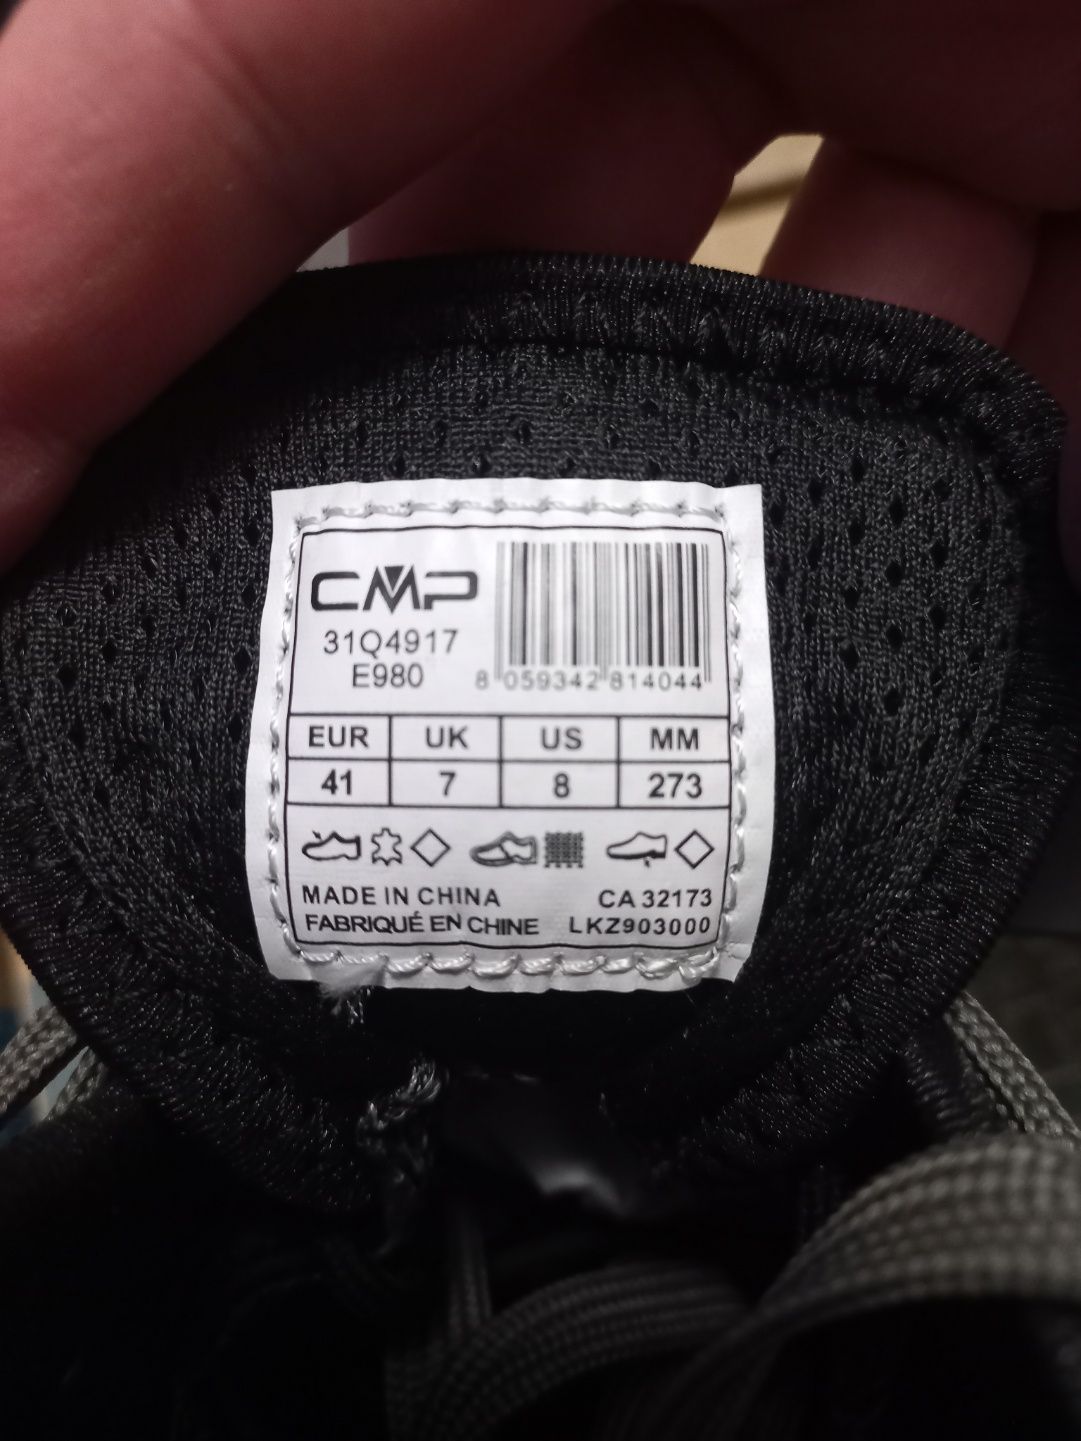 CMP
31Q4917
E980
8 059342 814044
EUR UK US MM
41 7 8 273
MADE IN CHINA CA 32173
FABRIQUÉ EN CHINE LKZ903000